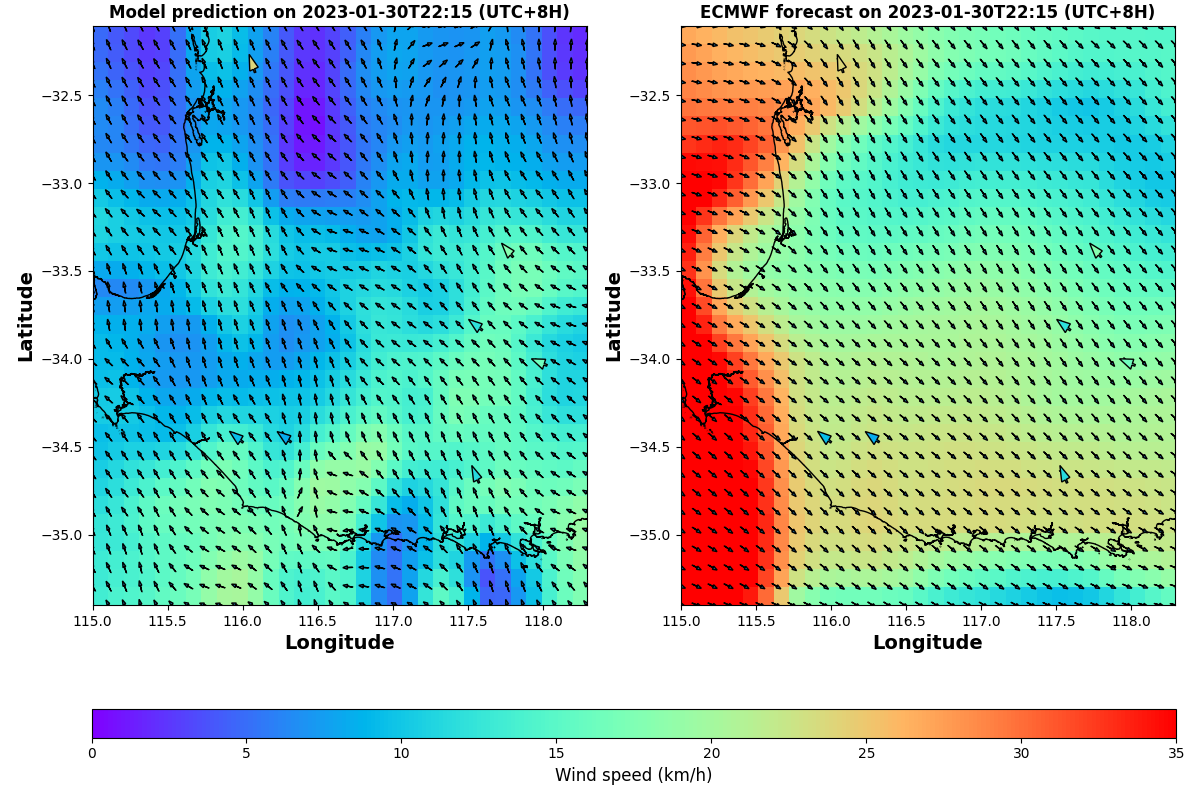 Model prediction on 2023-01-30T22:15 (UTC+8H)
ECMWF forecast on 2023-01-30T22:15 (UTC+8H)
Latitude
−32.5
−33.0
−33.5
−34.0
−34.5
−35.0
Latitude
−32.5
−33.0
−33.5
−34.0
−34.5
−35.0
115.0 115.5 116.0 116.5 117.0 117.5 118.0
115.0 115.5 116.0 116.5 117.0 117.5 118.0
Longitude
Longitude
0 5 10 15 20 25 30 35
Wind speed (km/h)